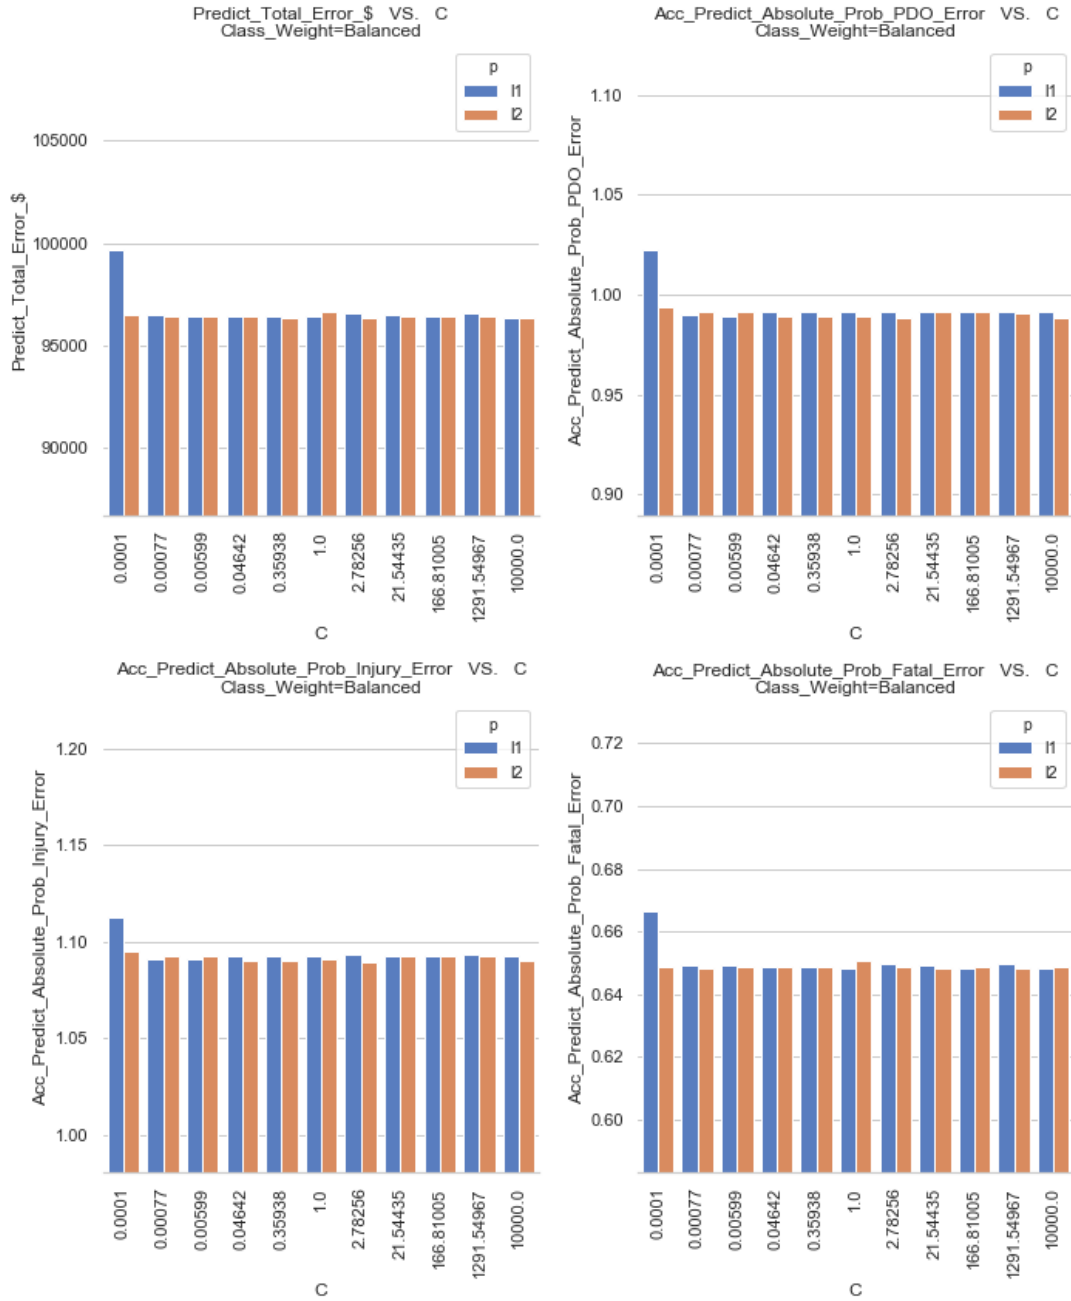 Predict_Total_Error_$ VS. C
Class_Weight=Balanced
p
l1
l2
105000
100000
95000
90000
Predict_Total_Error_$
0.0001
0.00077
0.00599
0.04642
0.35938
1.0
2.78256
21.54435
166.81005
1291.54967
10000.0
C
Acc_Predict_Absolute_Prob_PDO_Error VS. C
Class_Weight=Balanced
p
l1
l2
1.10
1.05
1.00
0.95
0.90
Acc_Predict_Absolute_Prob_PDO_Error
0.0001
0.00077
0.00599
0.04642
0.35938
1.0
2.78256
21.54435
166.81005
1291.54967
10000.0
C
Acc_Predict_Absolute_Prob_Injury_Error VS. C
Class_Weight=Balanced
p
l1
l2
1.20
1.15
1.10
1.05
1.00
Acc_Predict_Absolute_Prob_Injury_Error
0.0001
0.00077
0.00599
0.04642
0.35938
1.0
2.78256
21.54435
166.81005
1291.54967
10000.0
C
Acc_Predict_Absolute_Prob_Fatal_Error VS. C
Class_Weight=Balanced
p
l1
l2
0.72
0.70
0.68
0.66
0.64
0.62
0.60
Acc_Predict_Absolute_Prob_Fatal_Error
0.0001
0.00077
0.00599
0.04642
0.35938
1.0
2.78256
21.54435
166.81005
1291.54967
10000.0
C